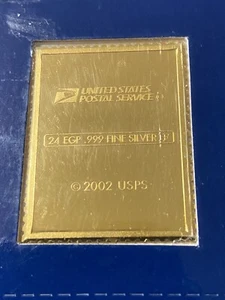 UNITED STATES
POSTAL SERVICE
24 EGP .999 FINE SILVER
© 2002 USPS